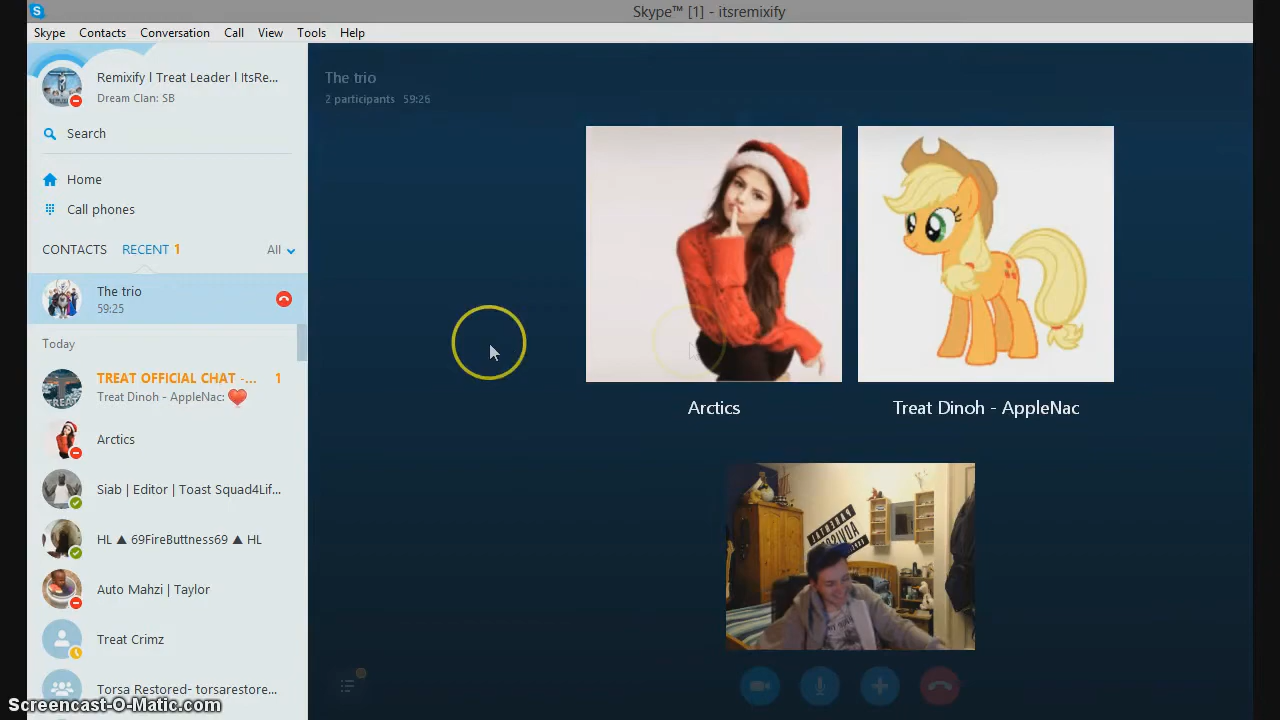 Skype™ [1] - itsremixify
Skype Contacts Conversation Call View Tools Help
Remixify l Treat Leader l ItsRe...
Dream Clan: SB
Search
Home
Call phones
CONTACTS RECENT 1 All
The trio
59:25
Today
TREAT OFFICIAL CHAT -... 1
Treat Dinoh - AppleNac:
Arctics
Siab | Editor | Toast Squad4Lif...
HL ▲ 69FireButtness69 ▲ HL
Auto Mahzi | Taylor
Treat Crimz
Torsa Restored- torsarestore...
The trio
2 participants 59:26
Arctics
Treat Dinoh - AppleNac
PARENTAL
ADVISORY
Screencast-O-Matic.com